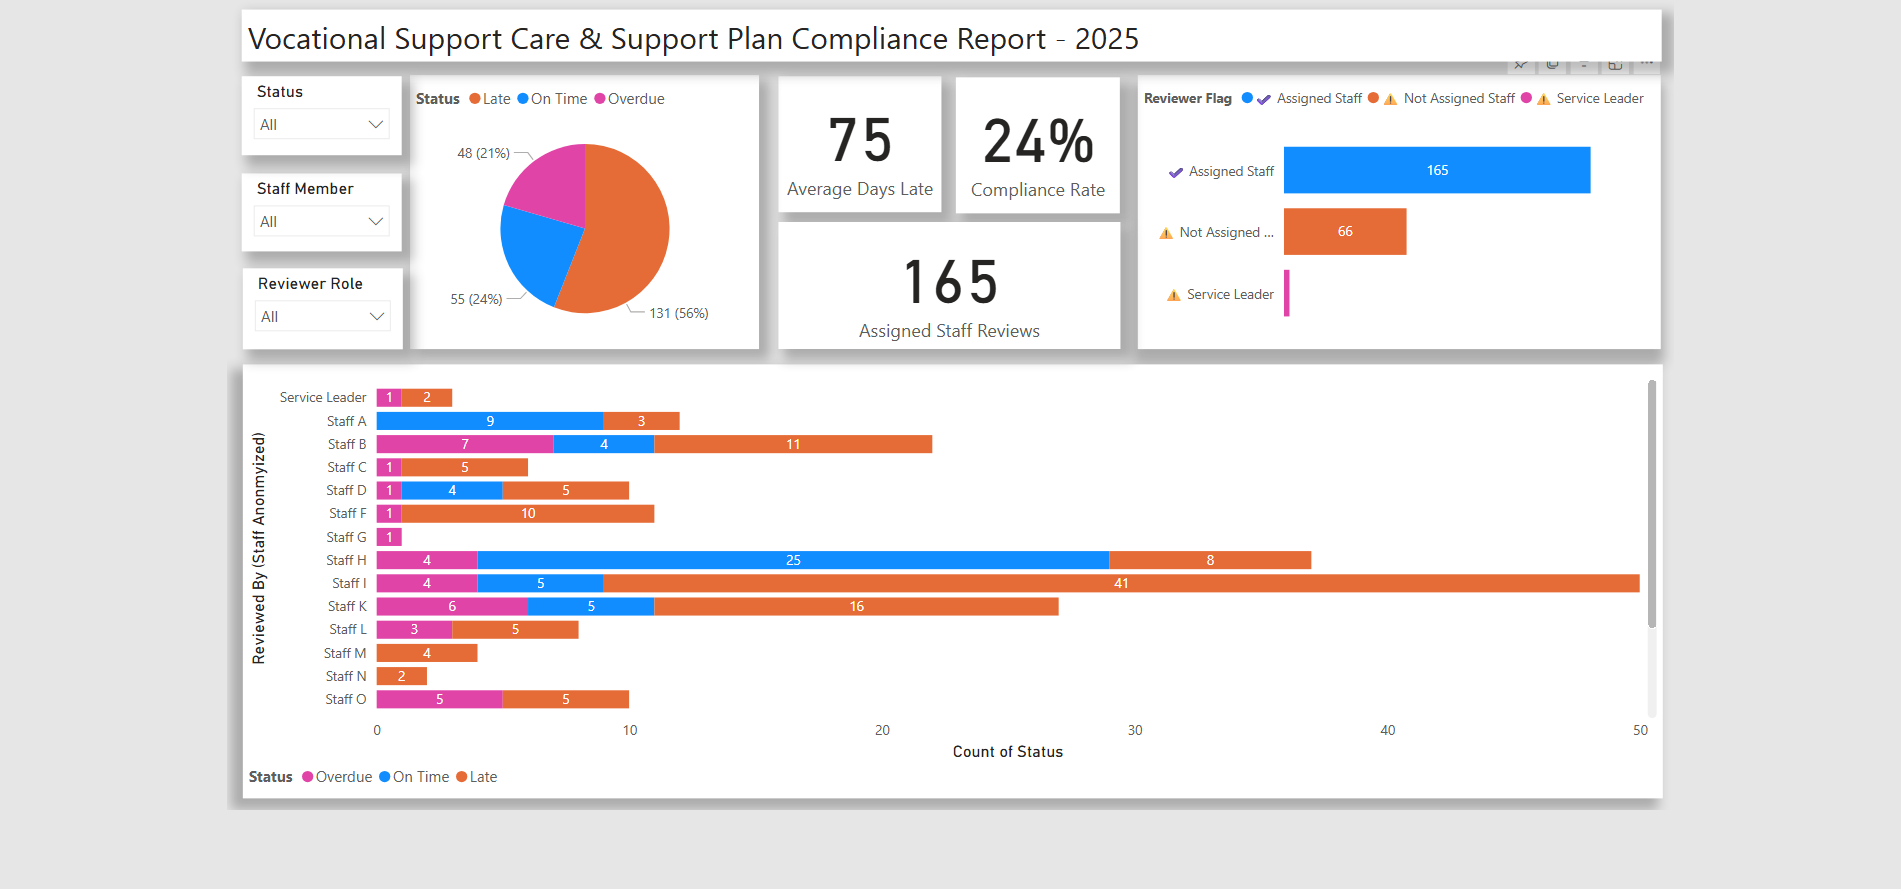 Vocational Support Care & Support Plan Compliance Report - 2025
Status
All
Staff Member
All
Reviewer Role
All
Status Late On Time Overdue
48 (21%)
55 (24%)
131 (56%)
75
Average Days Late
24%
Compliance Rate
165
Assigned Staff Reviews
Reviewer Flag Assigned Staff Not Assigned Staff Service Leader
Assigned Staff 165
Not Assigned ... 66
Service Leader
Reviewed By (Staff Anonmyized)
Service Leader 1 2
Staff A 9 3
Staff B 7 4 11
Staff C 1 5
Staff D 1 4 5
Staff F 1 10
Staff G 1
Staff H 4 25 8
Staff I 4 5 41
Staff K 6 5 16
Staff L 3 5
Staff M 4
Staff N 2
Staff O 5 5
0 10 20 30 40 50
Count of Status
Status Overdue On Time Late